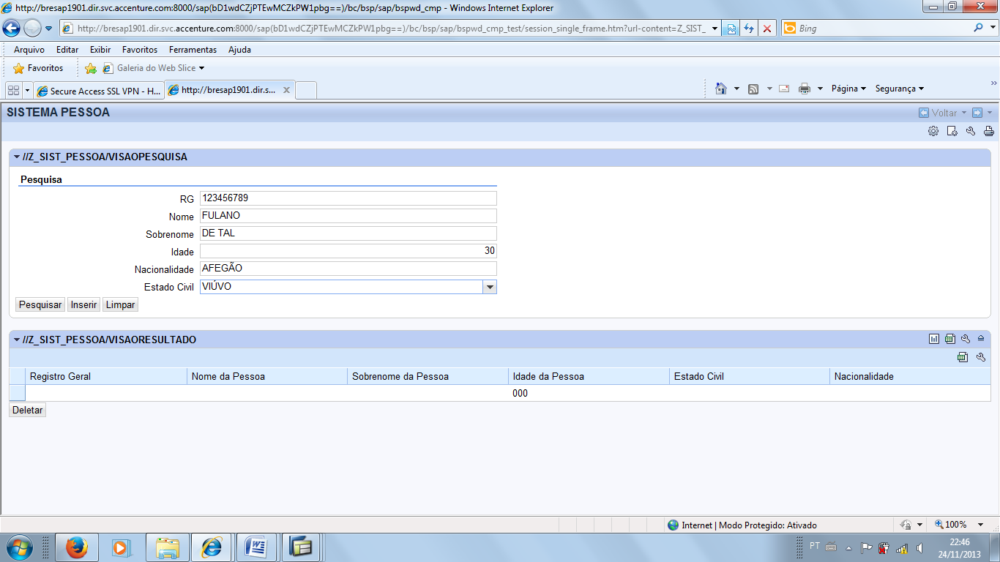 http://bresap1901.dir.svc.accenture.com:8000/sap(bD1wdCZjPTEwMCZkPW1pbg==)/bc/bsp/sap/bspwd_cmp - Windows Internet Explorer
http://bresap1901.dir.svc.accenture.com:8000/sap(bD1wdCZjPTEwMCZkPW1pbg==)/bc/bsp/sap/bspwd_cmp_test/session_single_frame.htm?url-content=Z_SIST_ Bing
Arquivo Editar Exibir Favoritos Ferramentas Ajuda
Favoritos Galeria do Web Slice
Secure Access SSL VPN - H... http://bresap1901.dir.s... Página Segurança
SISTEMA PESSOA Voltar
//Z_SIST_PESSOA/VISAOPESQUISA
Pesquisa
RG 123456789
Nome FULANO
Sobrenome DE TAL
Idade 30
Nacionalidade AFEGÃO
Estado Civil VIÚVO
Pesquisar Inserir Limpar
//Z_SIST_PESSOA/VISAORESULTADO
Registro Geral Nome da Pessoa Sobrenome da Pessoa Idade da Pessoa Estado Civil Nacionalidade
000
Deletar
Internet | Modo Protegido: Ativado 100%
PT 22:46
24/11/2013